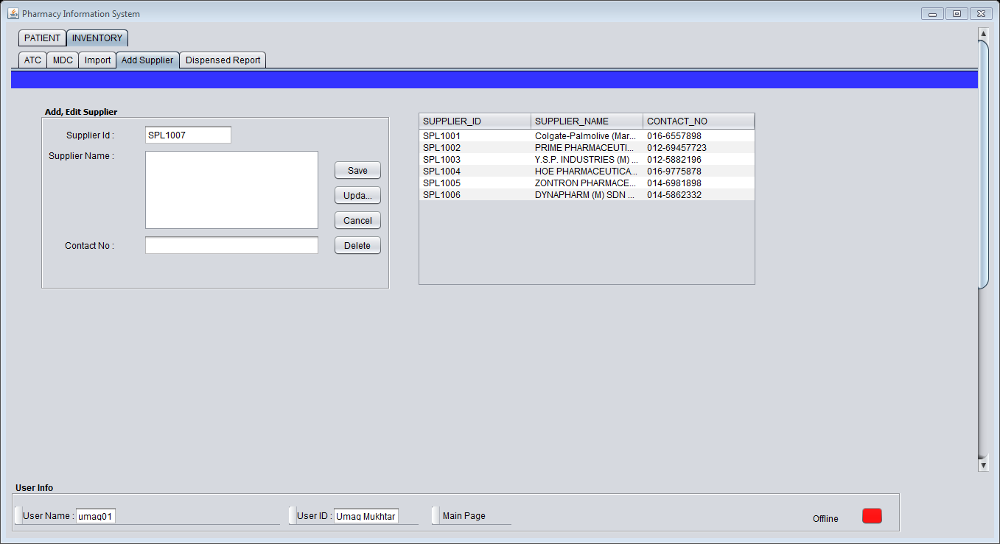 Pharmacy Information System
PATIENT INVENTORY
ATC MDC Import Add Supplier Dispensed Report
Add, Edit Supplier
Supplier Id : SPL1007
Supplier Name :
Save
Upda...
Cancel
Contact No :
Delete
SUPPLIER_ID SUPPLIER_NAME CONTACT_NO
SPL1001 Colgate-Palmolive (Mar... 016-6557898
SPL1002 PRIME PHARMACEUTI... 012-69457723
SPL1003 Y.S.P. INDUSTRIES (M) ... 012-5882196
SPL1004 HOE PHARMACEUTICA... 016-9775878
SPL1005 ZONTRON PHARMACE... 014-6981898
SPL1006 DYNAPHARM (M) SDN ... 014-5862332
User Info
User Name : umaq01 User ID : Umaq Mukhtar Main Page Offline